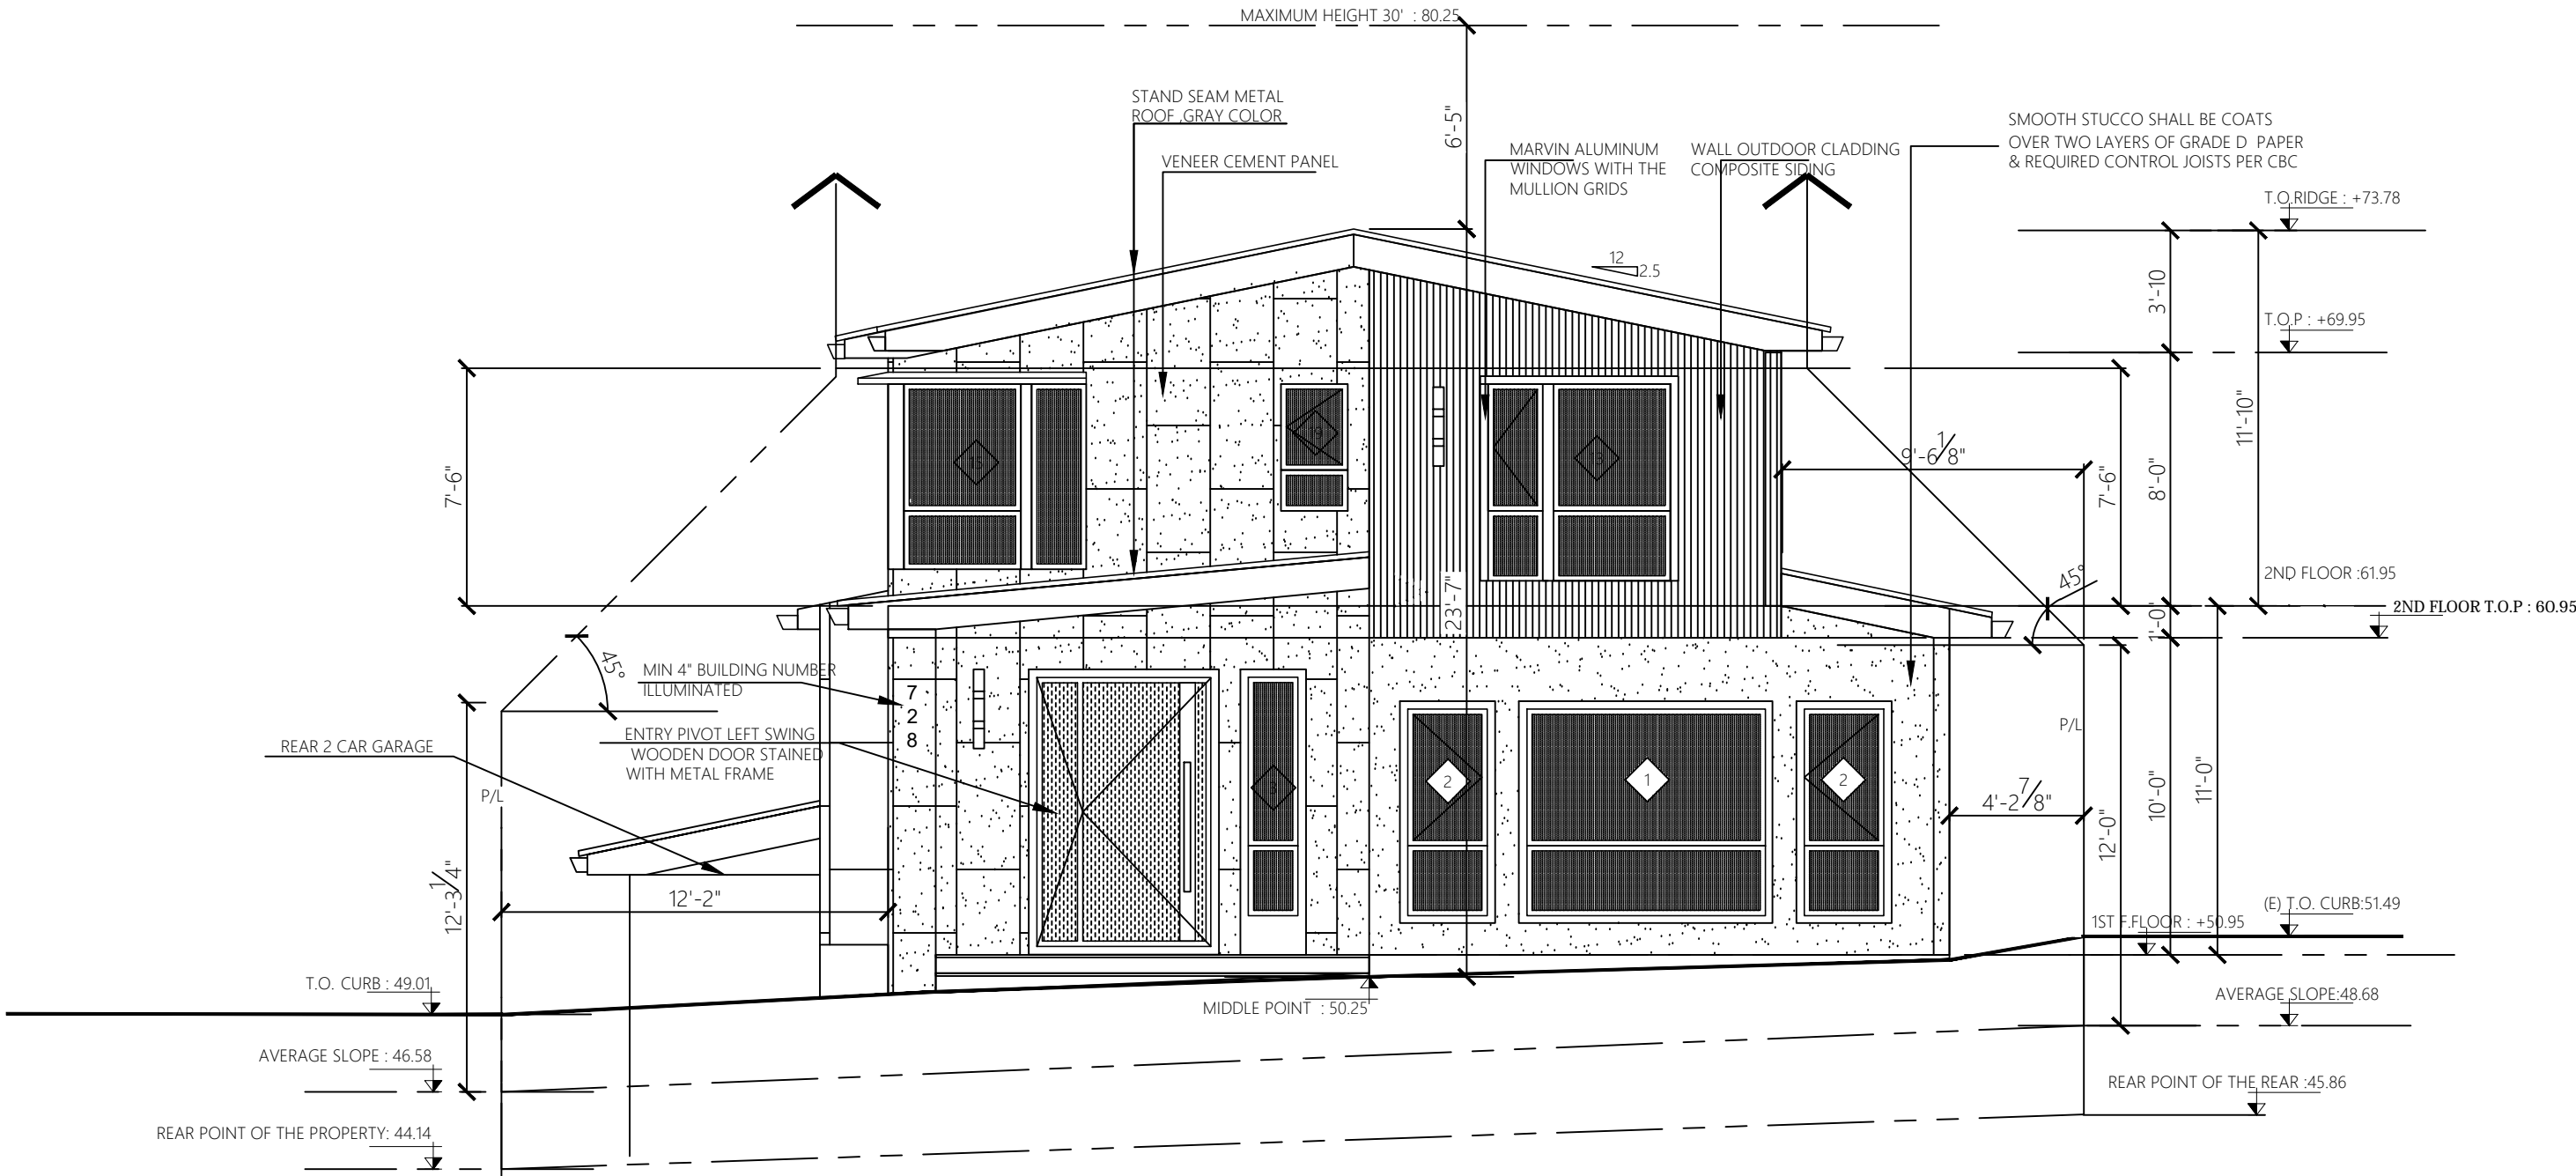 MAXIMUM HEIGHT 30' : 80.25
STAND SEAM METAL
ROOF ,GRAY COLOR
VENEER CEMENT PANEL
6'-5"
MARVIN ALUMINUM
WINDOWS WITH THE
MULLION GRIDS
WALL OUTDOOR CLADDING
COMPOSITE SIDING
SMOOTH STUCCO SHALL BE COATS
OVER TWO LAYERS OF GRADE D PAPER
& REQUIRED CONTROL JOISTS PER CBC
T.O.RIDGE : +73.78
12
2.5
3'-10
T.O.P : +69.95
11'-10"
7'-6"
15
19
13
9'-6 1/8"
7'-6"
8'-0"
45°
2ND FLOOR :61.95
2ND FLOOR T.O.P : 60.95
1'-0"
23'-7"
45°
MIN 4" BUILDING NUMBER
ILLUMINATED
7
2
8
ENTRY PIVOT LEFT SWING
WOODEN DOOR STAINED
WITH METAL FRAME
REAR 2 CAR GARAGE
P/L
P/L
3
2
1
2
4'-2 7/8"
12'-0"
10'-0"
11'-0"
12'-3 1/4"
12'-2"
1ST F.FLOOR : +50.95
(E) T.O. CURB:51.49
T.O. CURB : 49.01
MIDDLE POINT : 50.25
AVERAGE SLOPE:48.68
AVERAGE SLOPE : 46.58
REAR POINT OF THE REAR :45.86
REAR POINT OF THE PROPERTY: 44.14